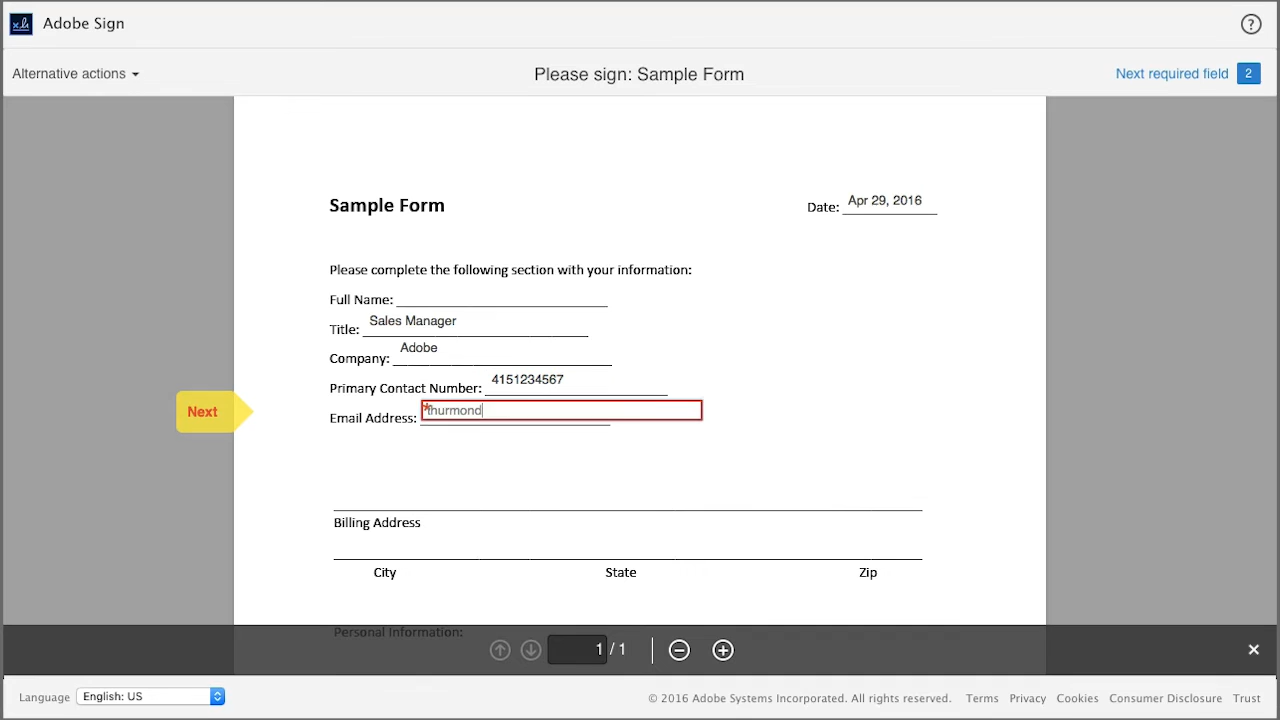 Adobe Sign
?
Alternative actions
Please sign: Sample Form
Next required field 2
Sample Form
Date: Apr 29, 2016
Please complete the following section with your information:
Full Name:
Title: Sales Manager
Company: Adobe
Primary Contact Number: 4151234567
Next
Email Address: *thurmond
Billing Address
City State Zip
Personal Information:
1 / 1
Language English: US
© 2016 Adobe Systems Incorporated. All rights reserved. Terms Privacy Cookies Consumer Disclosure Trust